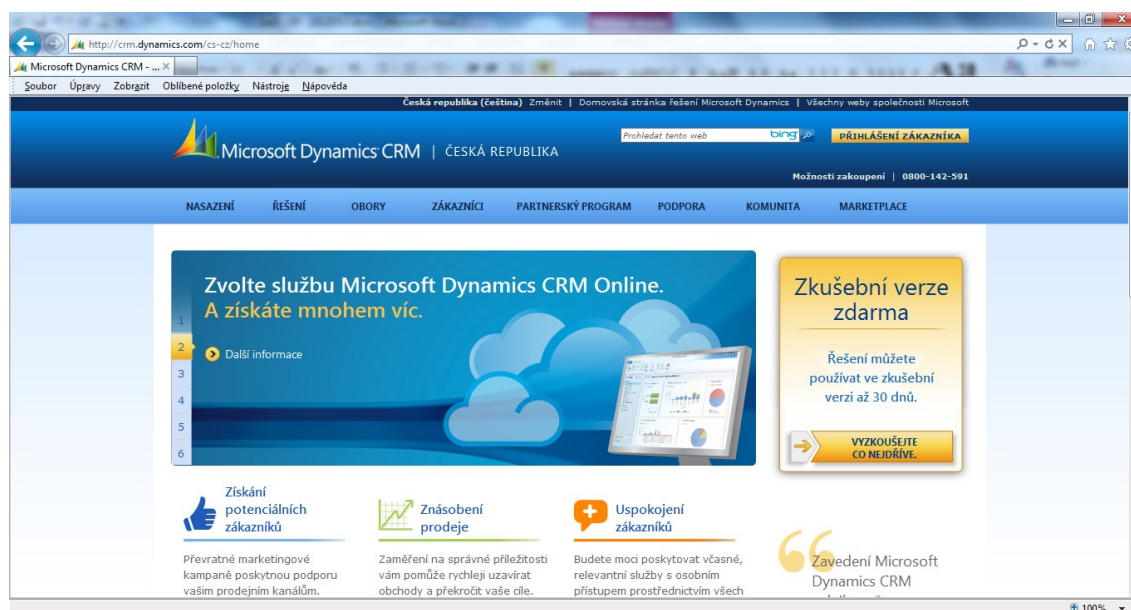 http://crm.dynamics.com/cs-cz/home
Microsoft Dynamics CRM - ...
Soubor Úpravy Zobrazit Oblíbené položky Nástroje Nápověda
Česká republika (čeština) Změnit | Domovská stránka řešení Microsoft Dynamics | Všechny weby společnosti Microsoft
Microsoft Dynamics CRM | ČESKÁ REPUBLIKA
Prohledat tento web bing
PŘIHLÁŠENÍ ZÁKAZNÍKA
Možnosti zakoupení | 0800-142-591
NASAZENÍ ŘEŠENÍ OBORY ZÁKAZNÍCI PARTNERSKÝ PROGRAM PODPORA KOMUNITA MARKETPLACE
Zvolte službu Microsoft Dynamics CRM Online.
A získáte mnohem víc.
Další informace
1
2
3
4
5
6
Zkušební verze
zdarma
Řešení můžete
používat ve zkušební
verzi až 30 dnů.
VYZKOUŠEJTE
CO NEJDŘÍVE.
Získání
potenciálních
zákazníků
Převratné marketingové
kampaně poskytnou podporu
vašim prodejním kanálům.
Znásobení
prodeje
Zaměření na správné příležitosti
vám pomůže rychleji uzavírat
obchody a překročit vaše cíle.
Uspokojení
zákazníků
Budete moci poskytovat včasné,
relevantní služby s osobním
přístupem prostřednictvím všech
Zavedení Microsoft
Dynamics CRM
100%